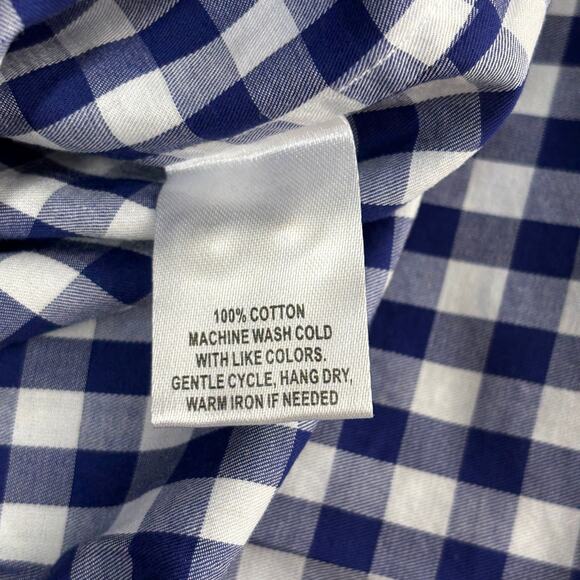 100% COTTON
MACHINE WASH COLD
WITH LIKE COLORS.
GENTLE CYCLE, HANG DRY,
WARM IRON IF NEEDED